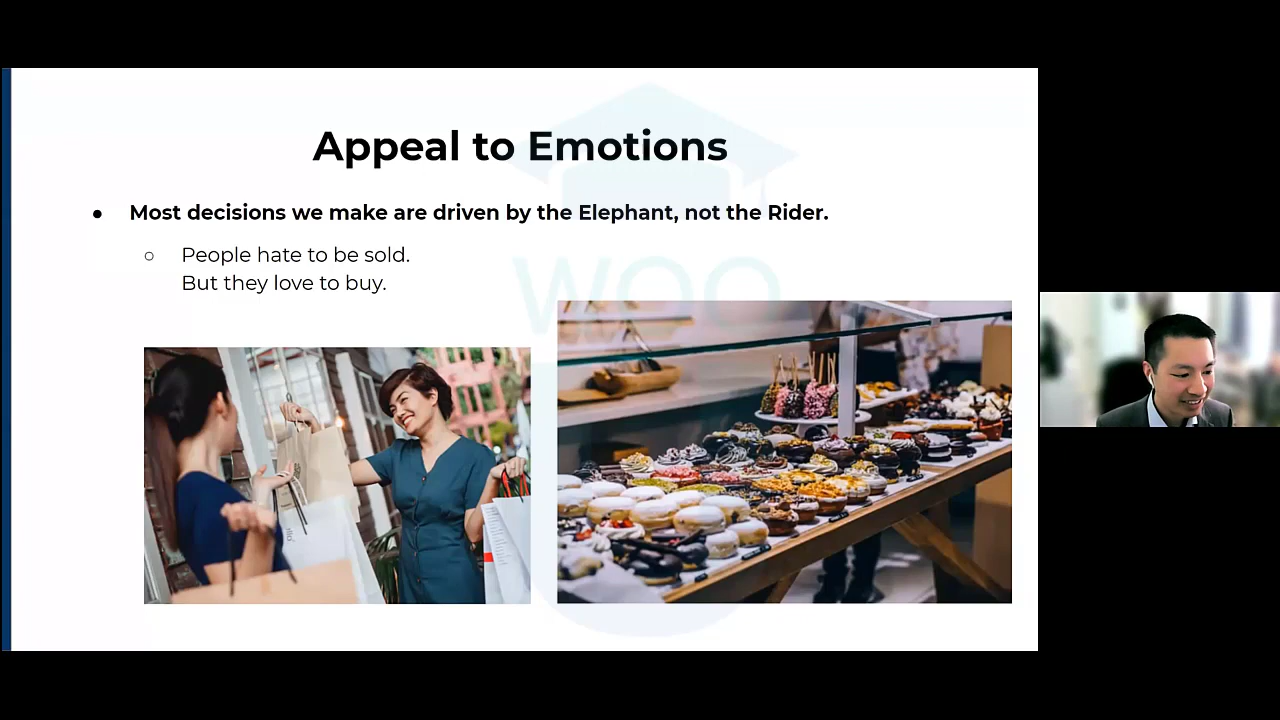 Appeal to Emotions
● Most decisions we make are driven by the Elephant, not the Rider.
○ People hate to be sold.
But they love to buy.
WOO